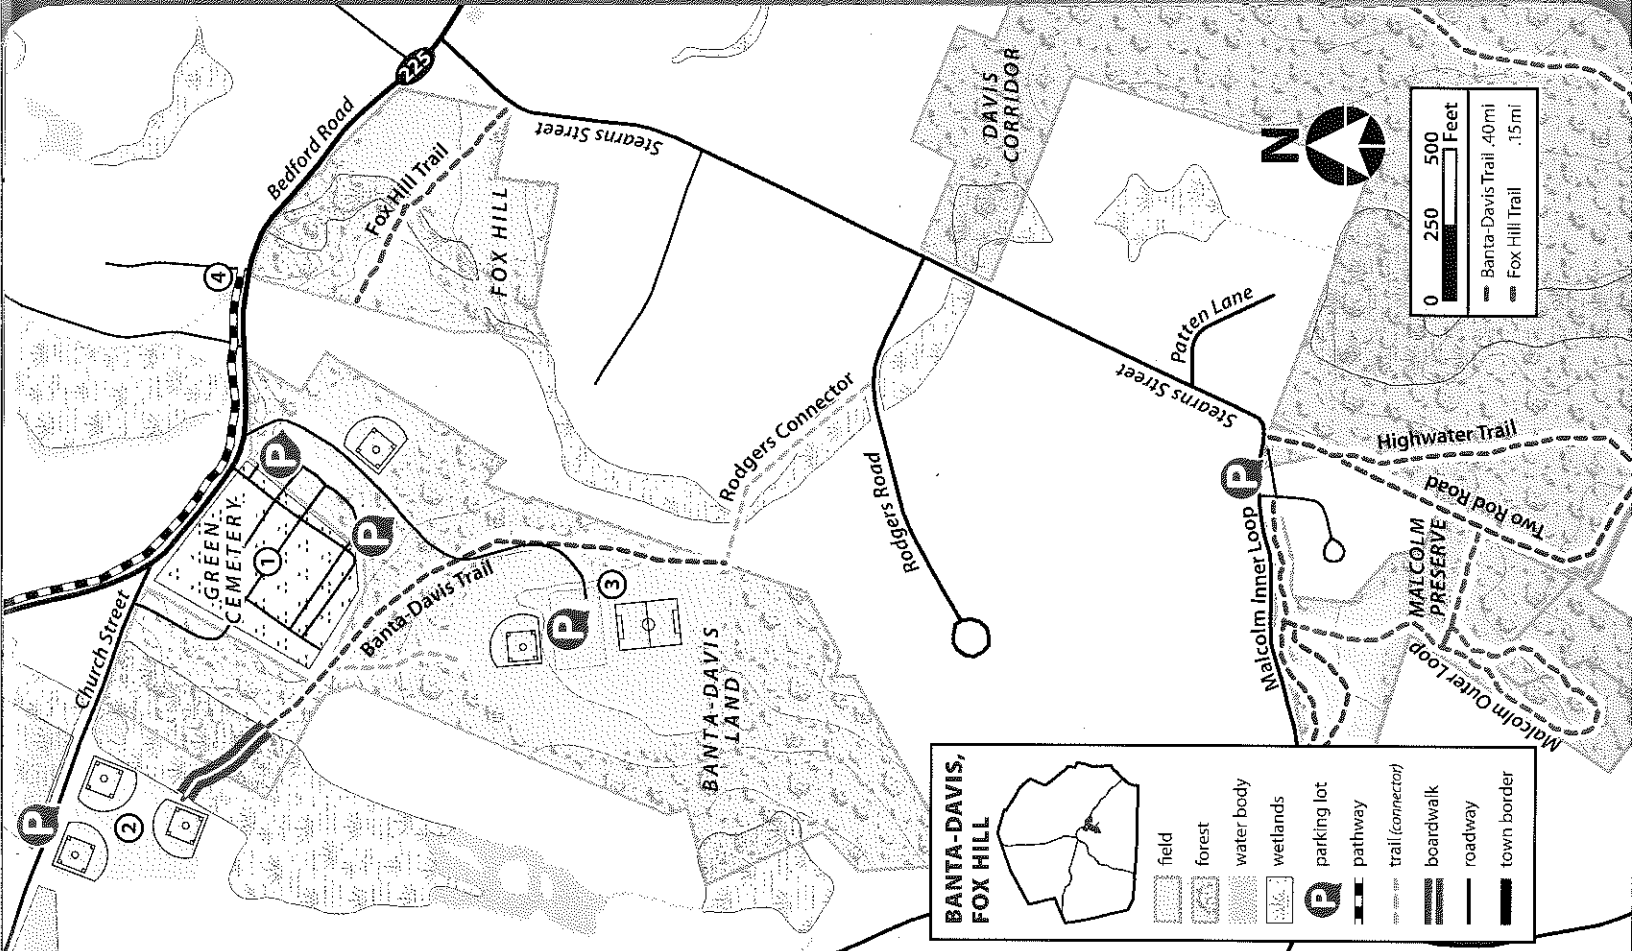 225
Bedford Road
Stearns Street
DAVIS
CORRIDOR
Fox Hill Trail
FOX HILL
4
N
0 250 500
Feet
Banta-Davis Trail .40mi
Fox Hill Trail .15mi
Patten Lane
Stearns Street
Rodgers Connector
Rodgers Road
Highwater Trail
Two Rod Road
P
P
P
GREEN
CEMETERY
1
Church Street
Banta-Davis Trail
3
P
BANTA-DAVIS
LAND
P
2
Malcolm Inner Loop
MALCOLM
PRESERVE
Malcolm Outer Loop
BANTA-DAVIS,
FOX HILL
field
forest
water body
wetlands
P parking lot
pathway
trail (connector)
boardwalk
roadway
town border